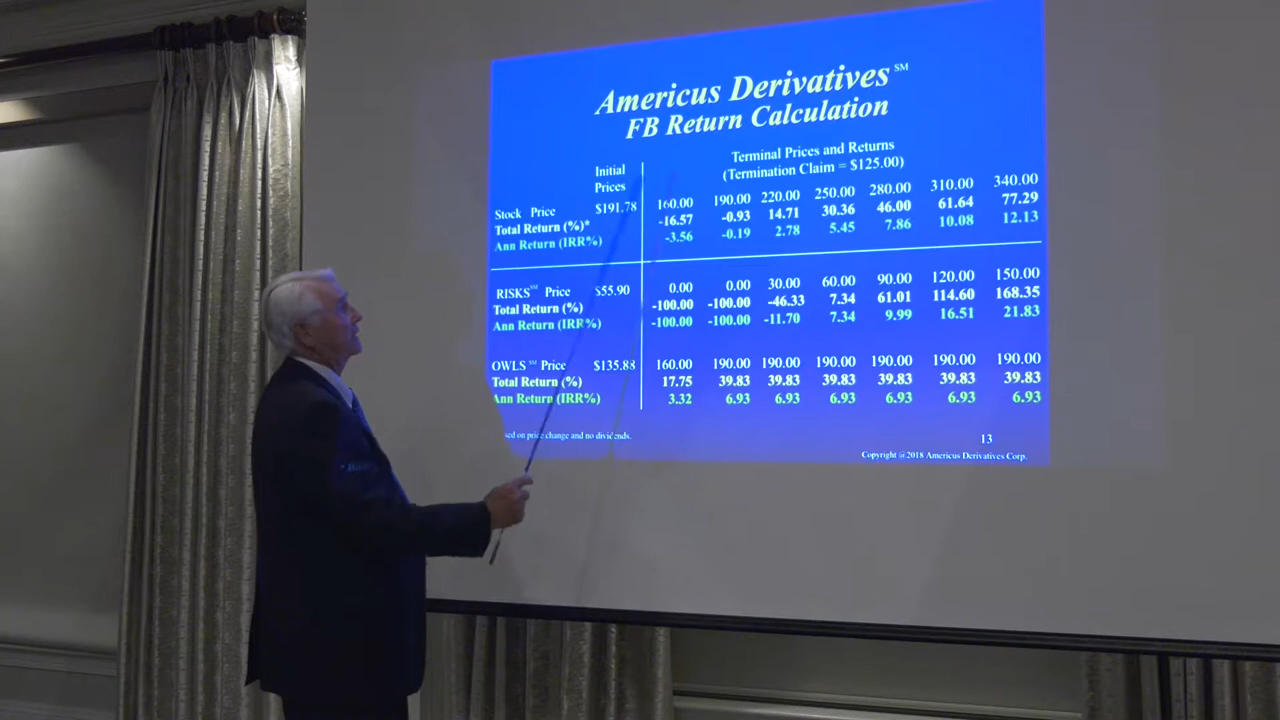 Americus Derivatives SM
FB Return Calculation
Initial Prices
Terminal Prices and Returns
(Termination Claim = $125.00)
Stock Price $191.78 160.00 190.00 220.00 250.00 280.00 310.00 340.00
Total Return (%)* -16.57 -0.93 14.71 30.36 46.00 61.64 77.29
Ann Return (IRR%) -3.56 -0.19 2.78 5.45 7.86 10.08 12.13
RISKS SM Price $55.90 0.00 0.00 30.00 60.00 90.00 120.00 150.00
Total Return (%) -100.00 -100.00 -46.33 7.34 61.01 114.60 168.35
Ann Return (IRR%) -100.00 -100.00 -11.70 7.34 9.99 16.51 21.83
OWLS SM Price $135.88 160.00 190.00 190.00 190.00 190.00 190.00 190.00
Total Return (%) 17.75 39.83 39.83 39.83 39.83 39.83 39.83
Ann Return (IRR%) 3.32 6.93 6.93 6.93 6.93 6.93 6.93
on price change and no dividends.
13
Copyright @ 2018 Americus Derivatives Corp.